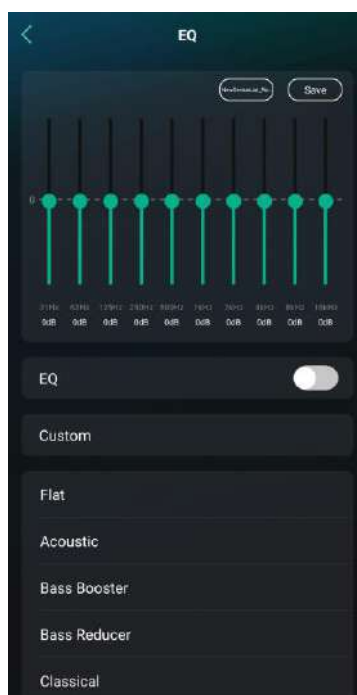 EQ
Save
0
31Hz 63Hz 125Hz 250Hz 500Hz 1kHz 2kHz 4kHz 8kHz 16kHz
0dB 0dB 0dB 0dB 0dB 0dB 0dB 0dB 0dB 0dB
EQ
Custom
Flat
Acoustic
Bass Booster
Bass Reducer
Classical